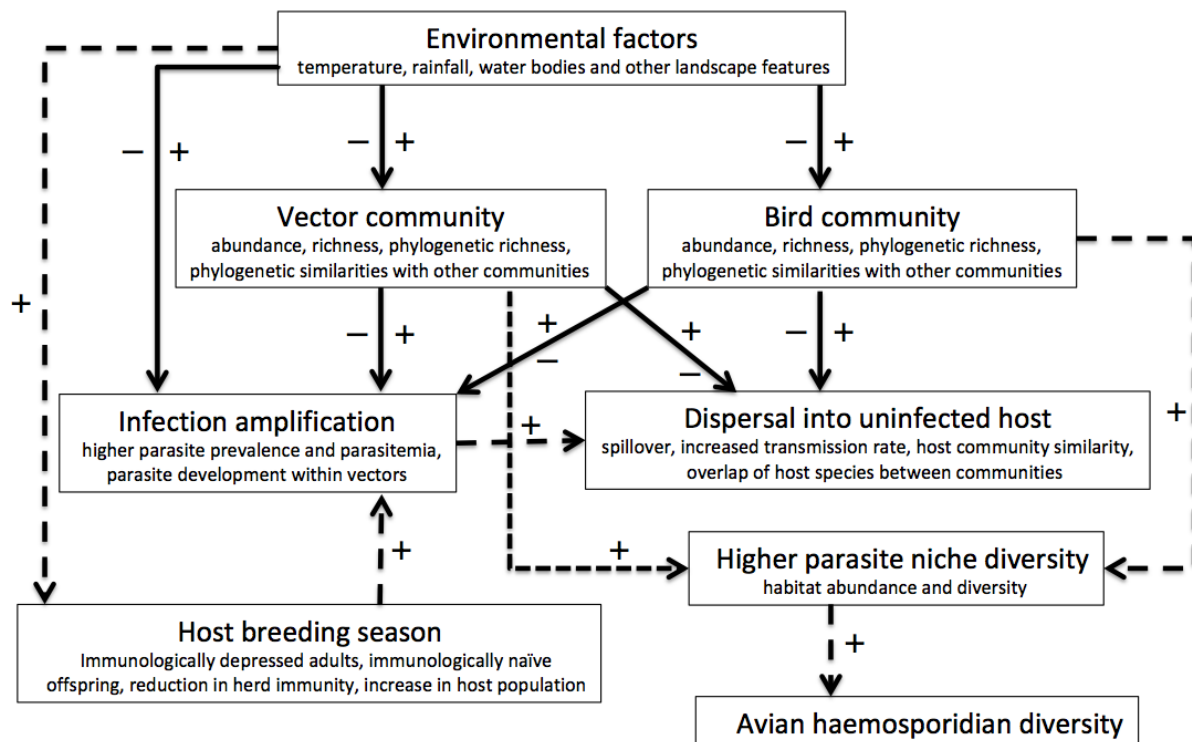 Environmental factors
temperature, rainfall, water bodies and other landscape features
– +
– +
– +
Vector community
abundance, richness, phylogenetic richness,
phylogenetic similarities with other communities
Bird community
abundance, richness, phylogenetic richness,
phylogenetic similarities with other communities
+
– +
+
–
+
–
– +
+
Infection amplification
higher parasite prevalence and parasitemia,
parasite development within vectors
+
Dispersal into uninfected host
spillover, increased transmission rate, host community similarity,
overlap of host species between communities
+
+
Higher parasite niche diversity
habitat abundance and diversity
Host breeding season
Immunologically depressed adults, immunologically naïve
offspring, reduction in herd immunity, increase in host population
+
Avian haemosporidian diversity